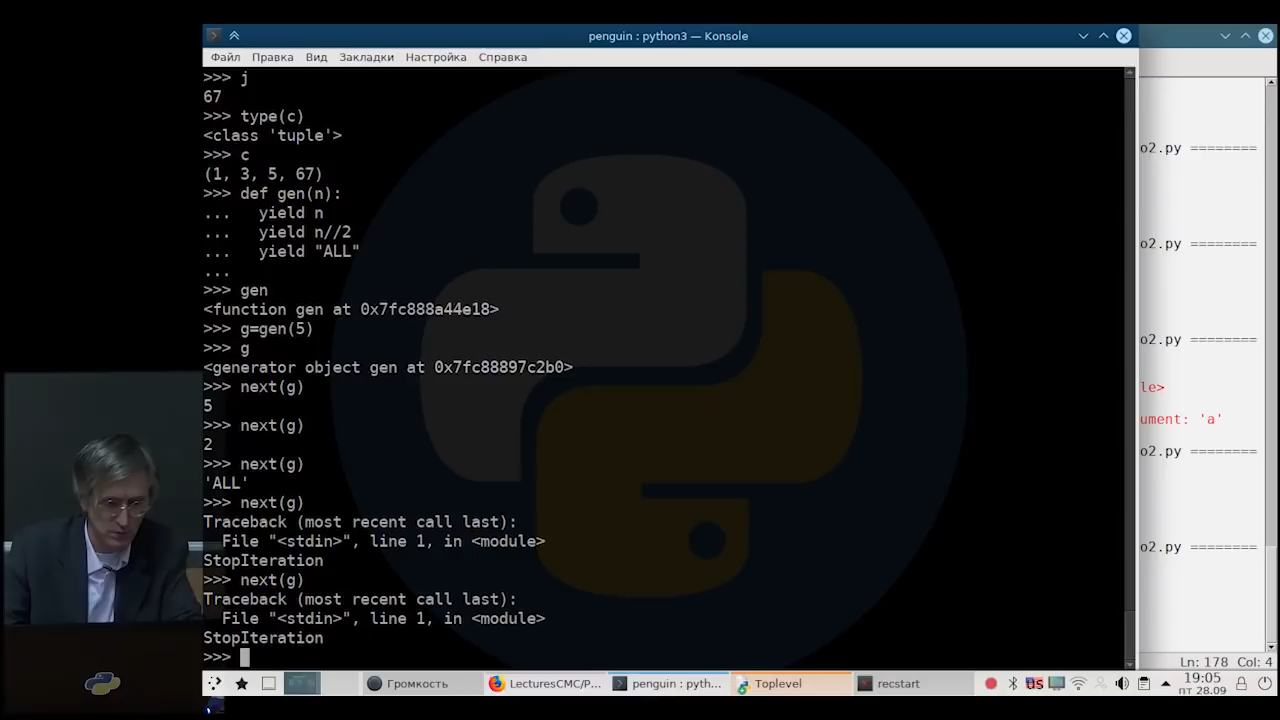 penguin : python3 — Konsole
Файл Правка Вид Закладки Настройка Справка
>>> j
67
>>> type(c)
<class 'tuple'>
>>> c
(1, 3, 5, 67)
>>> def gen(n):
...   yield n
...   yield n//2
...   yield "ALL"
...
>>> gen
<function gen at 0x7fc888a44e18>
>>> g=gen(5)
>>> g
<generator object gen at 0x7fc88897c2b0>
>>> next(g)
5
>>> next(g)
2
>>> next(g)
'ALL'
>>> next(g)
Traceback (most recent call last):
  File "<stdin>", line 1, in <module>
StopIteration
>>> next(g)
Traceback (most recent call last):
  File "<stdin>", line 1, in <module>
StopIteration
>>>
o2.py ========
o2.py ========
o2.py ========
le>
ument: 'a'
o2.py ========
o2.py ========
Ln: 178 Col: 4
Громкость LecturesCMC/P... penguin : pyth... Toplevel recstart US 19:05
пт 28.09